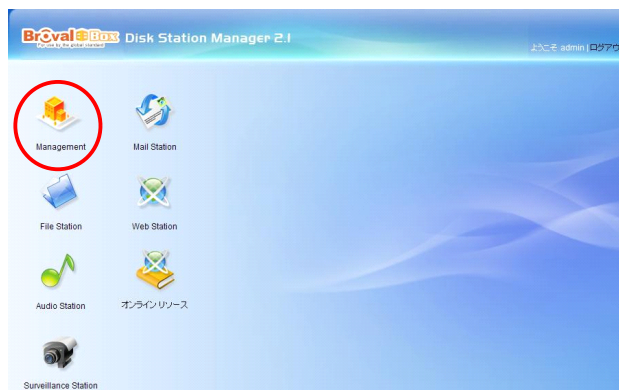 Broval Box Disk Station Manager 2.1
For use by the global standard
ようこそ admin | ログアウ
Management
Mail Station
File Station
Web Station
Audio Station
オンライン リソース
Surveillance Station